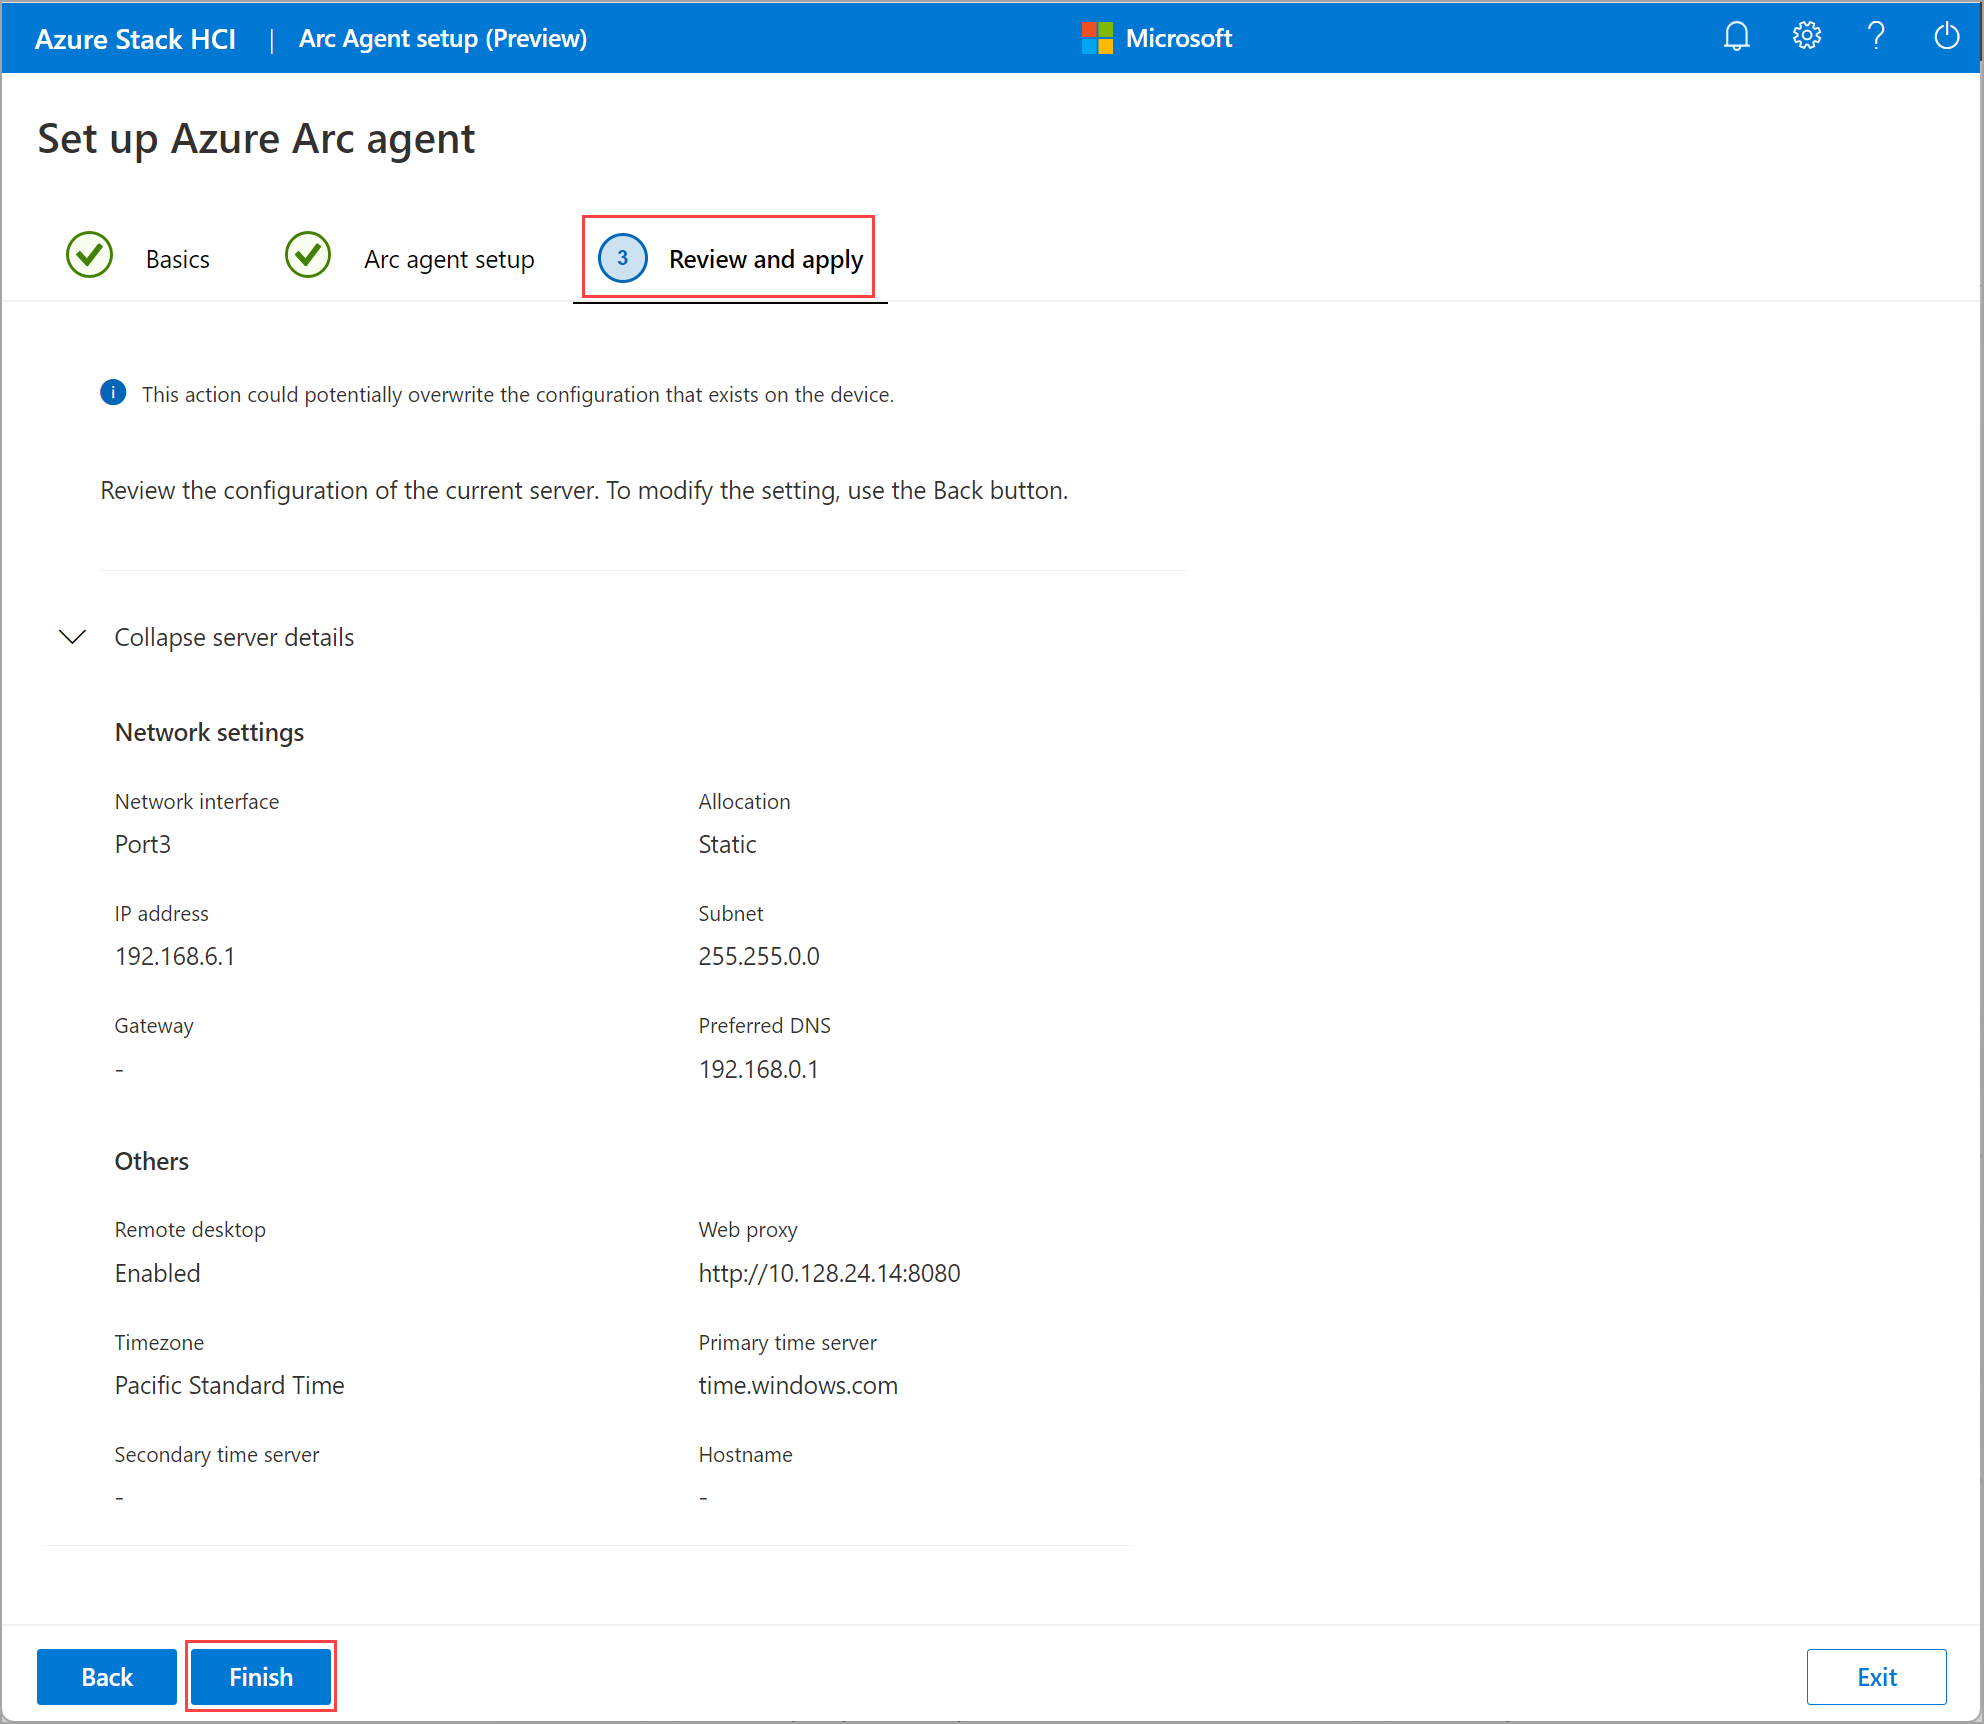 Azure Stack HCI | Arc Agent setup (Preview) Microsoft ?
Set up Azure Arc agent
Basics Arc agent setup 3 Review and apply
i This action could potentially overwrite the configuration that exists on the device.
Review the configuration of the current server. To modify the setting, use the Back button.
Collapse server details
Network settings
Network interface Allocation
Port3 Static
IP address Subnet
192.168.6.1 255.255.0.0
Gateway Preferred DNS
- 192.168.0.1
Others
Remote desktop Web proxy
Enabled http://10.128.24.14:8080
Timezone Primary time server
Pacific Standard Time time.windows.com
Secondary time server Hostname
- -
Back Finish Exit